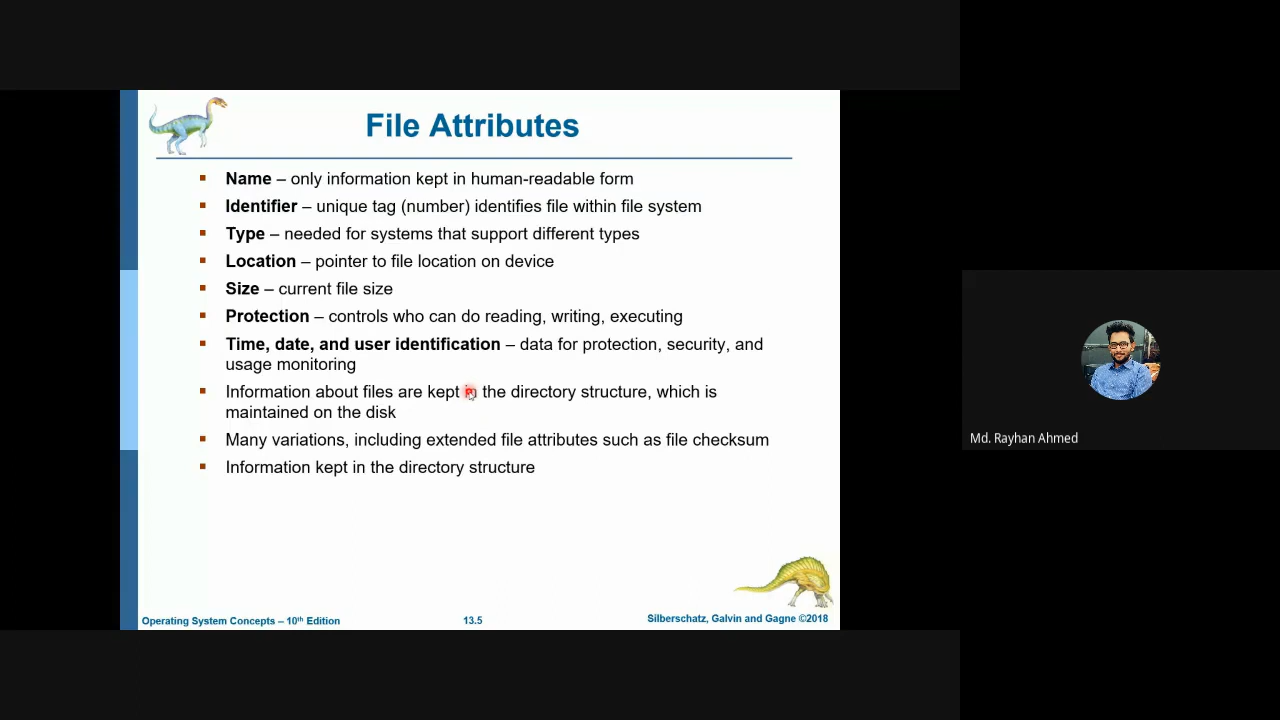 File Attributes
▪ Name – only information kept in human-readable form
▪ Identifier – unique tag (number) identifies file within file system
▪ Type – needed for systems that support different types
▪ Location – pointer to file location on device
▪ Size – current file size
▪ Protection – controls who can do reading, writing, executing
▪ Time, date, and user identification – data for protection, security, and
usage monitoring
▪ Information about files are kept in the directory structure, which is
maintained on the disk
▪ Many variations, including extended file attributes such as file checksum
▪ Information kept in the directory structure
Operating System Concepts – 10th Edition
13.5
Silberschatz, Galvin and Gagne ©2018
Md. Rayhan Ahmed